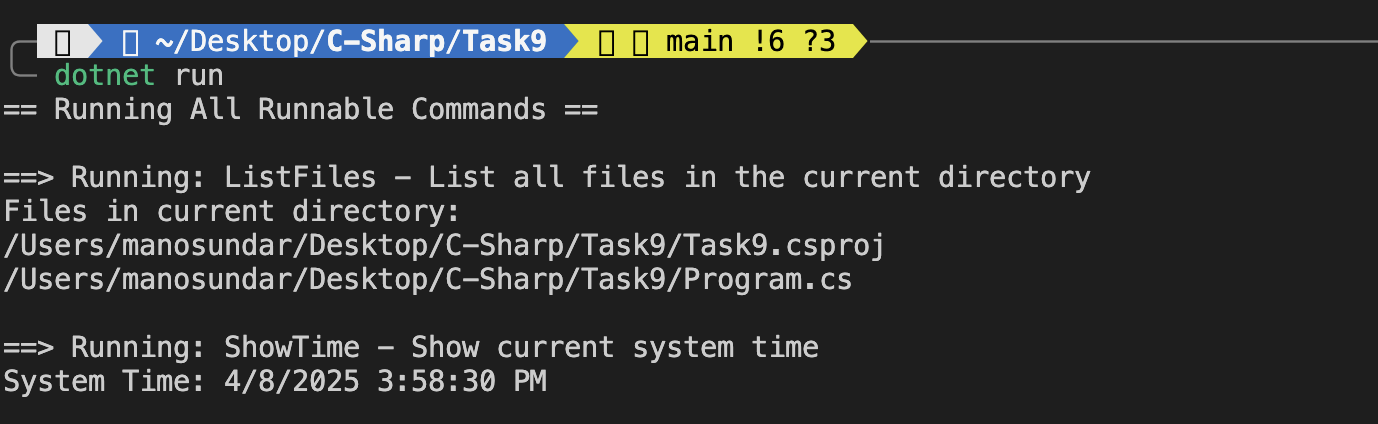 ~/Desktop/C-Sharp/Task9 main !6 ?3
dotnet run
== Running All Runnable Commands ==
==> Running: ListFiles - List all files in the current directory
Files in current directory:
/Users/manosundar/Desktop/C-Sharp/Task9/Task9.csproj
/Users/manosundar/Desktop/C-Sharp/Task9/Program.cs
==> Running: ShowTime - Show current system time
System Time: 4/8/2025 3:58:30 PM